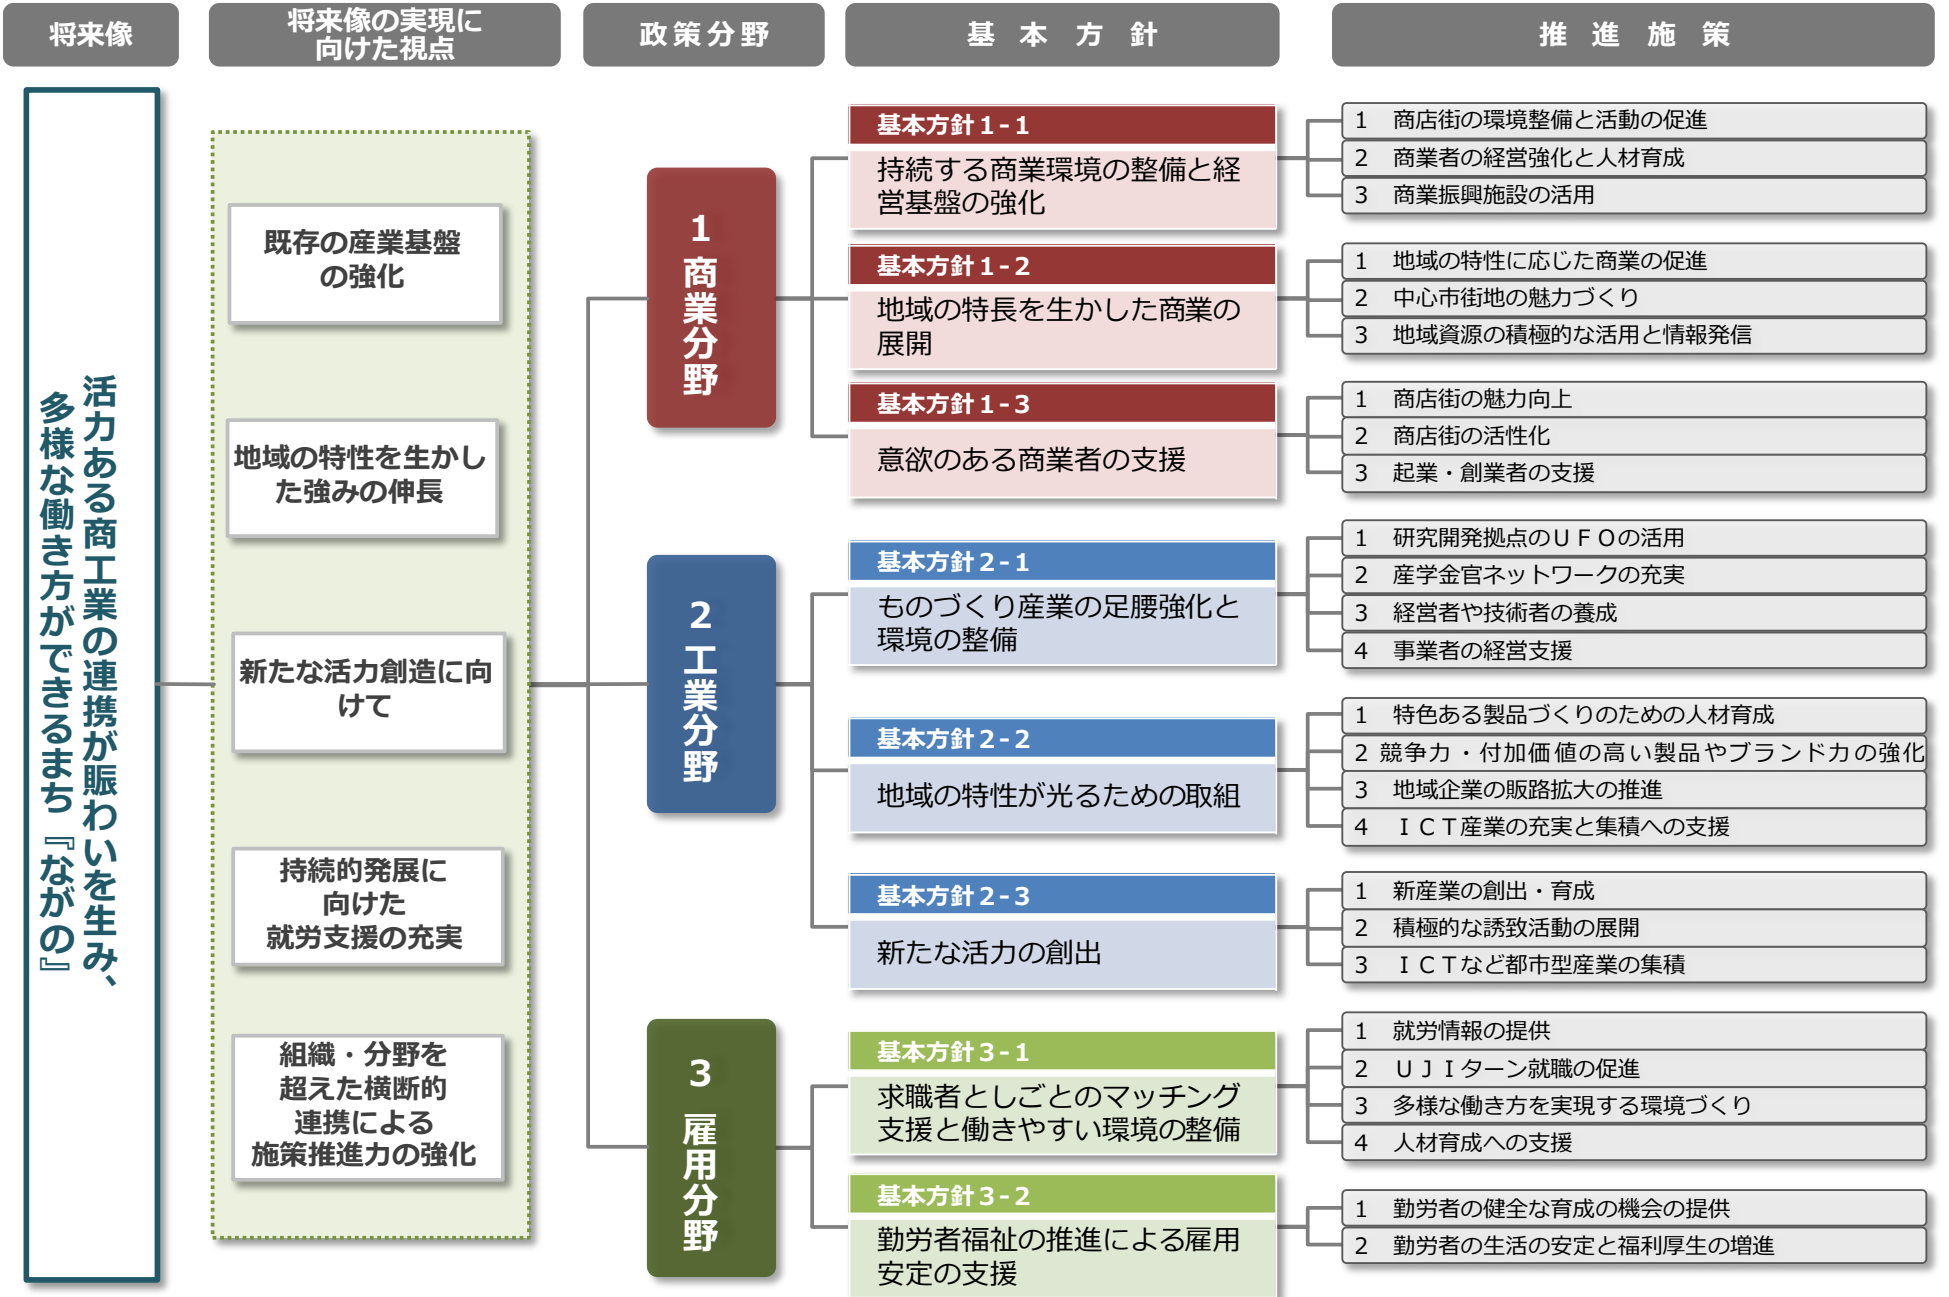 将来像
将来像の実現に
向けた視点
政策分野
基本方針
推進施策
活力ある商工業の連携が賑わいを生み、
多様な働き方ができるまち『ながの』
既存の産業基盤
の強化
地域の特性を生かし
た強みの伸長
新たな活力創造に向
けて
持続的発展に
向けた
就労支援の充実
組織・分野を
超えた横断的
連携による
施策推進力の強化
1 商業分野
基本方針1-1
持続する商業環境の整備と経
営基盤の強化
1 商店街の環境整備と活動の促進
2 商業者の経営強化と人材育成
3 商業振興施設の活用
基本方針1-2
地域の特長を生かした商業の
展開
1 地域の特性に応じた商業の促進
2 中心市街地の魅力づくり
3 地域資源の積極的な活用と情報発信
基本方針1-3
意欲のある商業者の支援
1 商店街の魅力向上
2 商店街の活性化
3 起業・創業者の支援
2 工業分野
基本方針2-1
ものづくり産業の足腰強化と
環境の整備
1 研究開発拠点のUFOの活用
2 産学金官ネットワークの充実
3 経営者や技術者の養成
4 事業者の経営支援
基本方針2-2
地域の特性が光るための取組
1 特色ある製品づくりのための人材育成
2 競争力・付加価値の高い製品やブランド力の強化
3 地域企業の販路拡大の推進
4 ICT産業の充実と集積への支援
基本方針2-3
新たな活力の創出
1 新産業の創出・育成
2 積極的な誘致活動の展開
3 ICTなど都市型産業の集積
3 雇用分野
基本方針3-1
求職者としごとのマッチング
支援と働きやすい環境の整備
1 就労情報の提供
2 UJIターン就職の促進
3 多様な働き方を実現する環境づくり
4 人材育成への支援
基本方針3-2
勤労者福祉の推進による雇用
安定の支援
1 勤労者の健全な育成の機会の提供
2 勤労者の生活の安定と福利厚生の増進